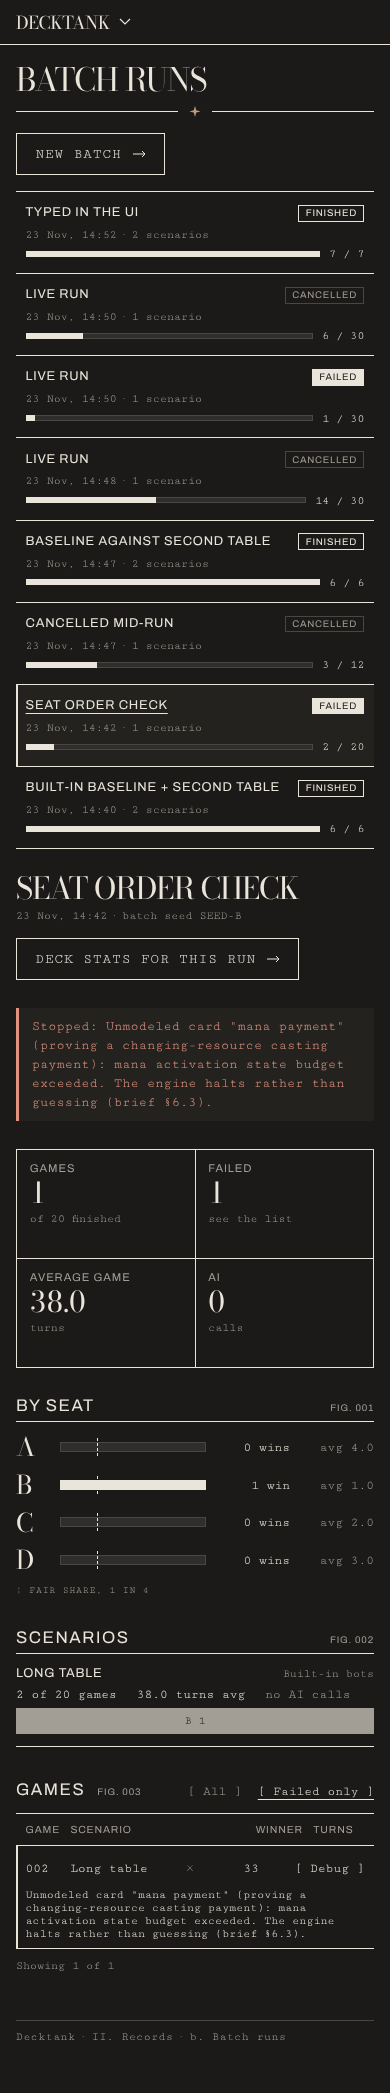 DECKTANK
BATCH RUNS
NEW BATCH →
TYPED IN THE UI FINISHED
23 Nov, 14:52 · 2 scenarios
7 / 7
LIVE RUN CANCELLED
23 Nov, 14:50 · 1 scenario
6 / 30
LIVE RUN FAILED
23 Nov, 14:50 · 1 scenario
1 / 30
LIVE RUN CANCELLED
23 Nov, 14:48 · 1 scenario
14 / 30
BASELINE AGAINST SECOND TABLE FINISHED
23 Nov, 14:47 · 2 scenarios
6 / 6
CANCELLED MID-RUN CANCELLED
23 Nov, 14:47 · 1 scenario
3 / 12
SEAT ORDER CHECK FAILED
23 Nov, 14:42 · 1 scenario
2 / 20
BUILT-IN BASELINE + SECOND TABLE FINISHED
23 Nov, 14:40 · 2 scenarios
6 / 6
SEAT ORDER CHECK
23 Nov, 14:42 · batch seed SEED-B
DECK STATS FOR THIS RUN →
Stopped: Unmodeled card "mana payment"
(proving a changing-resource casting
payment): mana activation state budget
exceeded. The engine halts rather than
guessing (brief §6.3).
GAMES
1
of 20 finished
FAILED
1
see the list
AVERAGE GAME
38.0
turns
AI
0
calls
BY SEAT FIG. 001
A 0 wins avg 4.0
B 1 win avg 1.0
C 0 wins avg 2.0
D 0 wins avg 3.0
¦ FAIR SHARE, 1 IN 4
SCENARIOS FIG. 002
LONG TABLE Built-in bots
2 of 20 games 38.0 turns avg no AI calls
B 1
GAMES FIG. 003 [ All ] [ Failed only ]
GAME SCENARIO WINNER TURNS
002 Long table × 33 [ Debug ]
Unmodeled card "mana payment" (proving a
changing-resource casting payment): mana
activation state budget exceeded. The engine
halts rather than guessing (brief §6.3).
Showing 1 of 1
Decktank · II. Records · b. Batch runs